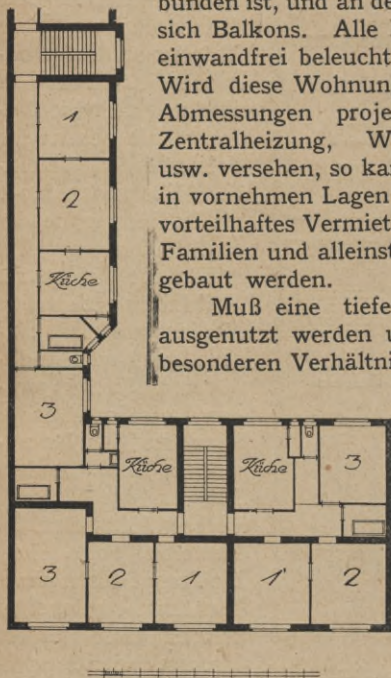 bunden ist, und an de
sich Balkons. Alle
einwandfrei beleucht
Wird diese Wohnun
Abmessungen proje
Zentralheizung, W
usw. versehen, so ka
in vornehmen Lagen
vorteilhaftes Vermiet
Familien und alleinst
gebaut werden.
Muß eine tiefe
ausgenutzt werden u
besonderen Verhältni
1
2
Küche
3
Küche
Küche
3
3
2
1
1'
2